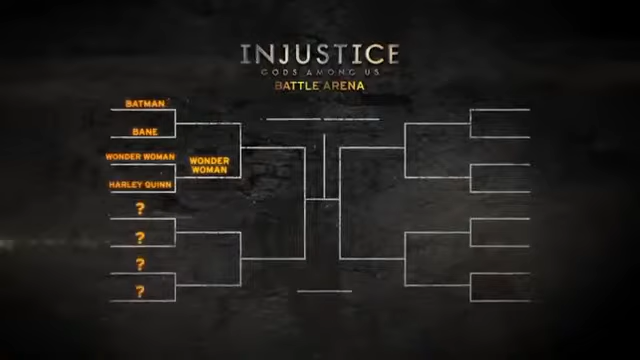 INJUSTICE
GODS AMONG US
BATTLE ARENA
BATMAN
BANE
WONDER WOMAN
HARLEY QUINN
WONDER
WOMAN
?
?
?
?